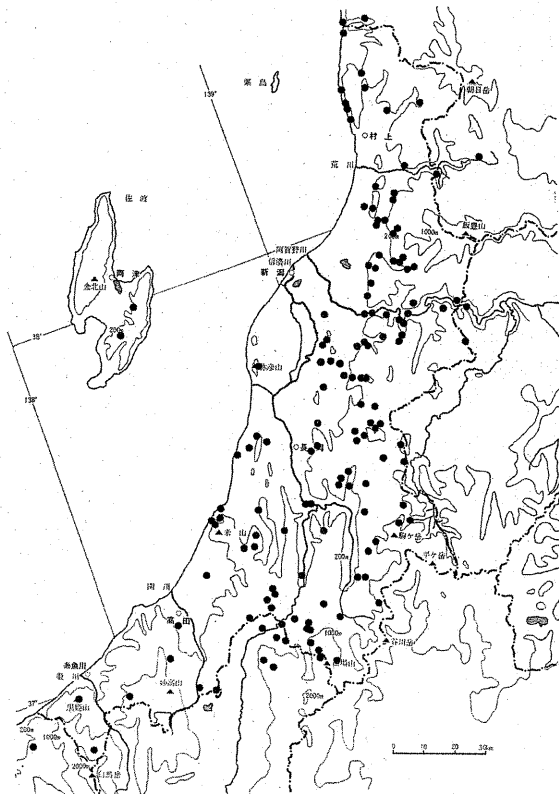 粟島
139°
朝日岳
村上
荒川
佐渡
飯豊山
200m
1000m
阿賀野川
信濃川
新潟
両津
金北山
200m
38°
弥彦山
138°
長岡
米山
駒ケ岳
平ケ岳
200m
関川
高田
1000m
谷川岳
苗場山
糸魚川
姫川
妙高山
2000m
37°
黒姫山
200m
1000m
2000m
白馬岳
0 10 20 30km